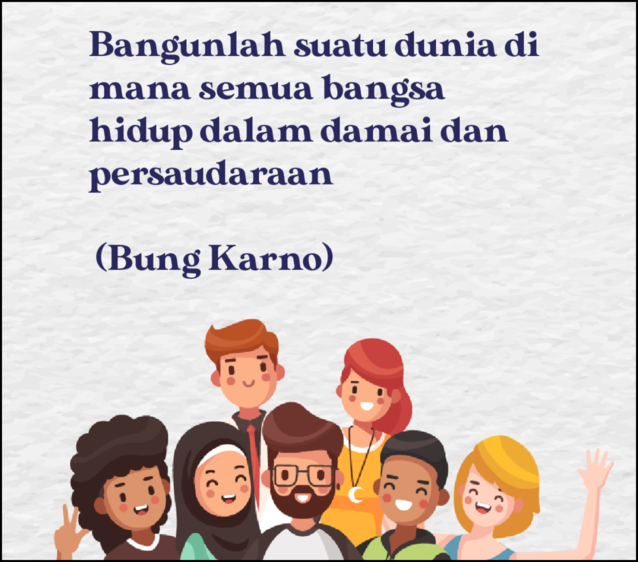 Bangunlah suatu dunia di
mana semua bangsa
hidup dalam damai dan
persaudaraan
(Bung Karno)